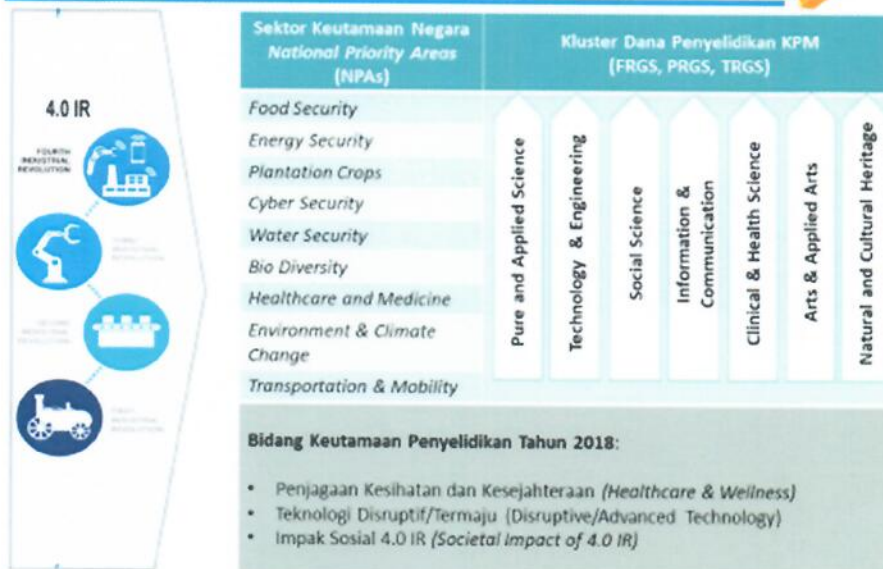 Sektor Keutamaan Negara
National Priority Areas
(NPAs)
Kluster Dana Penyelidikan KPM
(FRGS, PRGS, TRGS)
4.0 IR
FOURTH
INDUSTRIAL
REVOLUTION
Food Security
Energy Security
Plantation Crops
Cyber Security
Water Security
Bio Diversity
Healthcare and Medicine
Environment & Climate
Change
Transportation & Mobility
Pure and Applied Science
Technology & Engineering
Social Science
Information &
Communication
Clinical & Health Science
Arts & Applied Arts
Natural and Cultural Heritage
Bidang Keutamaan Penyelidikan Tahun 2018:
• Penjagaan Kesihatan dan Kesejahteraan (Healthcare & Wellness)
• Teknologi Disruptif/Termaju (Disruptive/Advanced Technology)
• Impak Sosial 4.0 IR (Societal Impact of 4.0 IR)